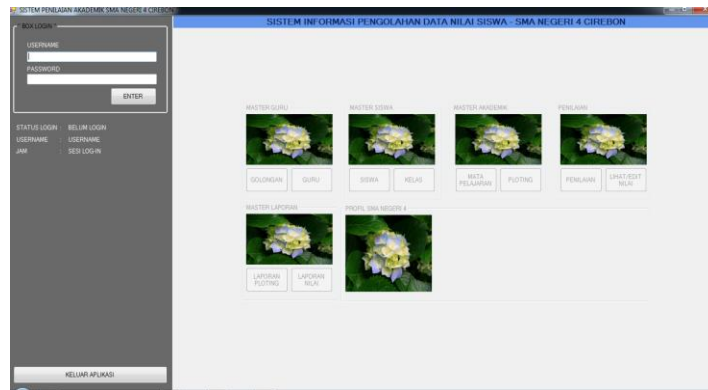 SISTEM PENILAIAN AKADEMIK SMA NEGERI 4 CIREBON
SISTEM INFORMASI PENGOLAHAN DATA NILAI SISWA - SMA NEGERI 4 CIREBON
BOX LOGIN
USERNAME
PASSWORD
ENTER
STATUS LOGIN : BELUM LOGIN
USERNAME : USERNAME
JAM : SESI LOG-IN
MASTER GURU
GOLONGAN
GURU
MASTER SISWA
SISWA
KELAS
MASTER AKADEMIK
MATA
PELAJARAN
PLOTING
PENILAIAN
PENILAIAN
LIHAT/EDIT
NILAI
MASTER LAPORAN
LAPORAN
PLOTING
LAPORAN
NILAI
PROFIL SMA NEGERI 4
KELUAR APLIKASI